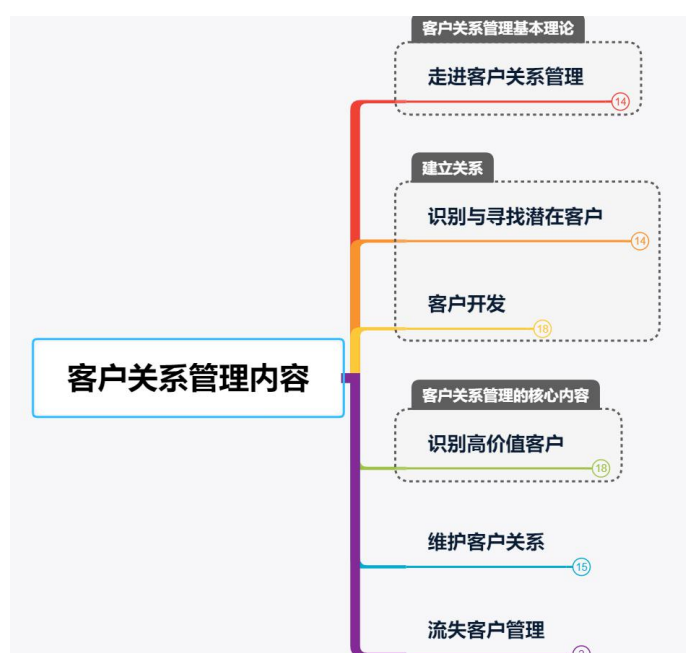 客户关系管理基本理论
走进客户关系管理
14
建立关系
识别与寻找潜在客户
14
客户开发
18
客户关系管理内容
客户关系管理的核心内容
识别高价值客户
18
维护客户关系
15
流失客户管理